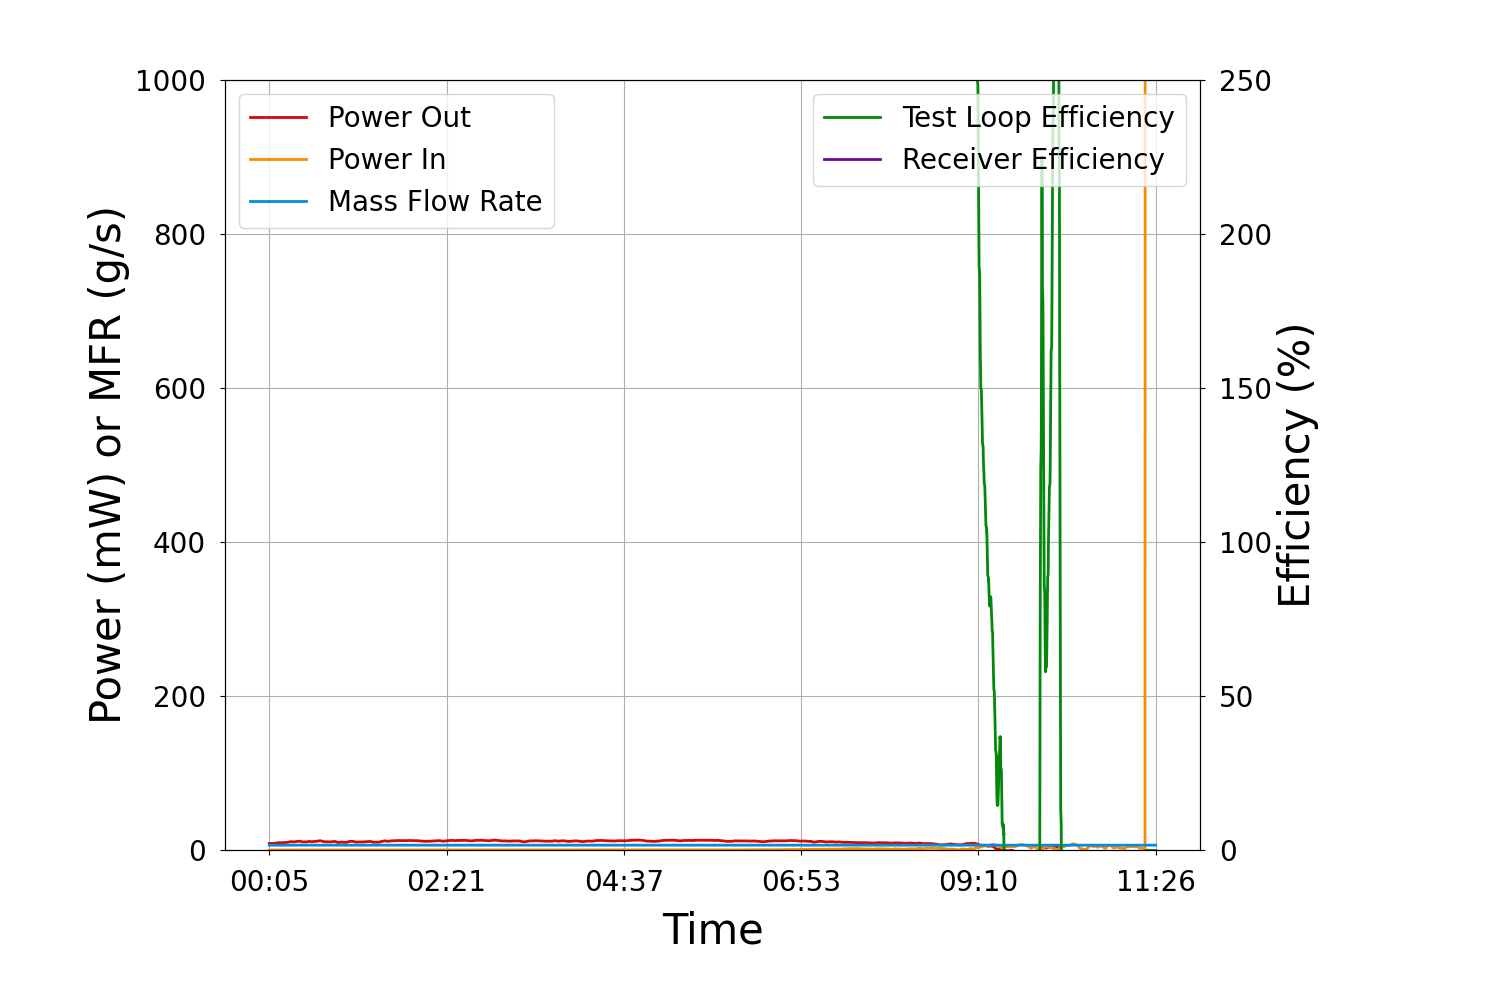 1000
800
600
400
200
0
Power (mW) or MFR (g/s)
Power Out
Power In
Mass Flow Rate
Test Loop Efficiency
Receiver Efficiency
250
200
150
100
50
0
Efficiency (%)
00:05 02:21 04:37 06:53 09:10 11:26
Time